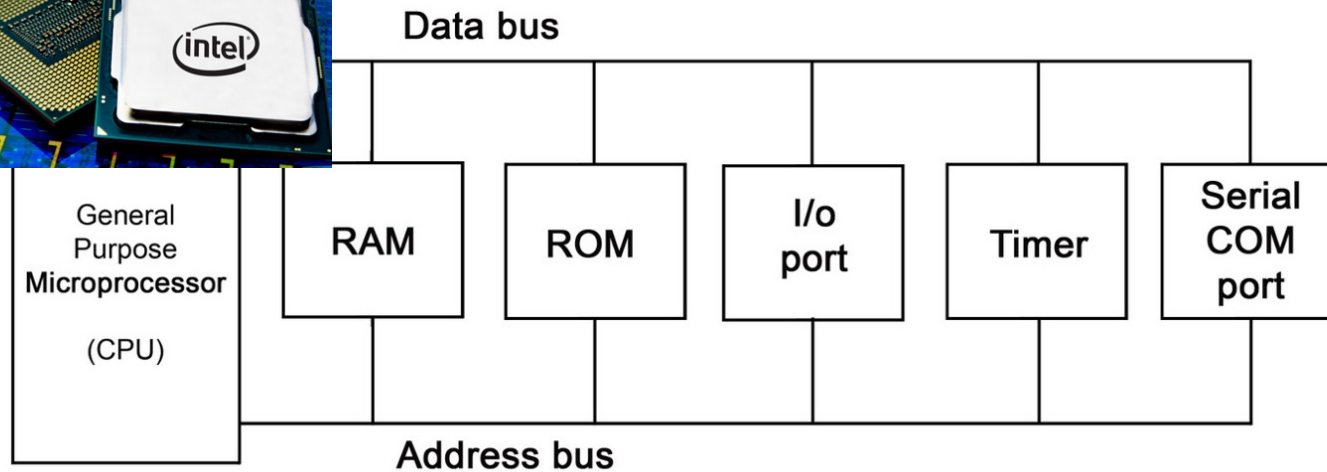 Data bus
intel
General
Purpose
Microprocessor
(CPU)
RAM
ROM
I/o
port
Timer
Serial
COM
port
Address bus